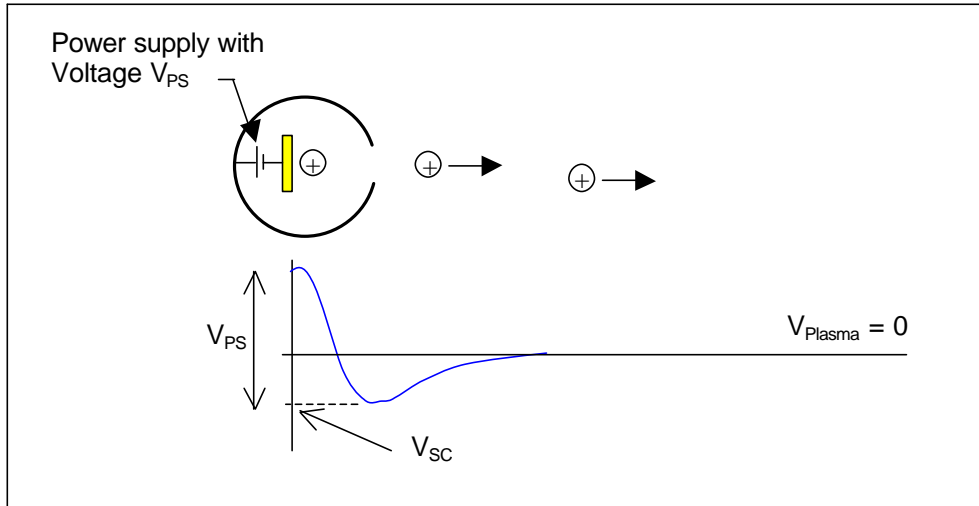 Power supply with
Voltage VPS
+
+
+
VPS
VPlasma = 0
VSC